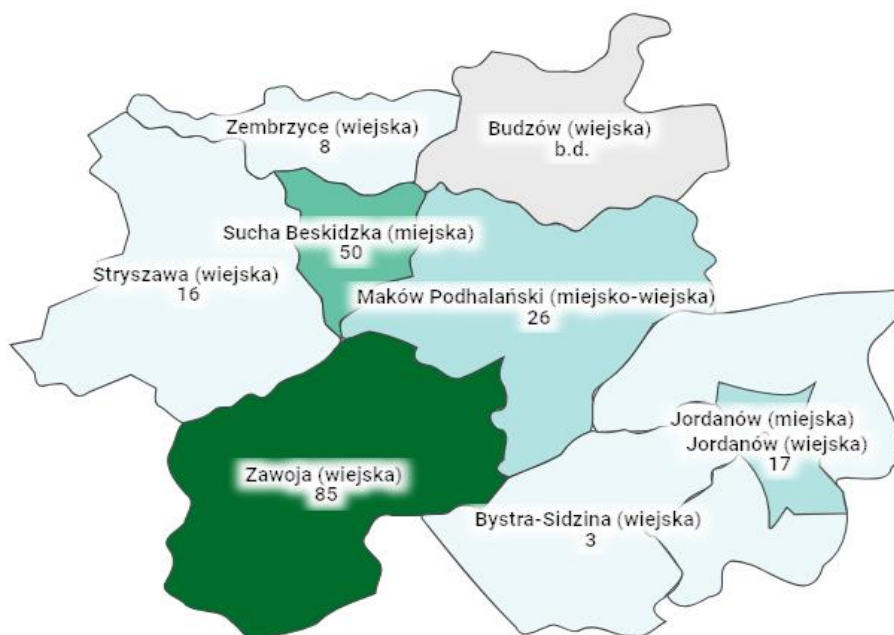 Zembrzyce (wiejska)
8
Budzów (wiejska)
b.d.
Sucha Beskidzka (miejska)
50
Stryszawa (wiejska)
16
Maków Podhalański (miejsko-wiejska)
26
Jordanów (miejska)
Jordanów (wiejska)
17
Zawoja (wiejska)
85
Bystra-Sidzina (wiejska)
3